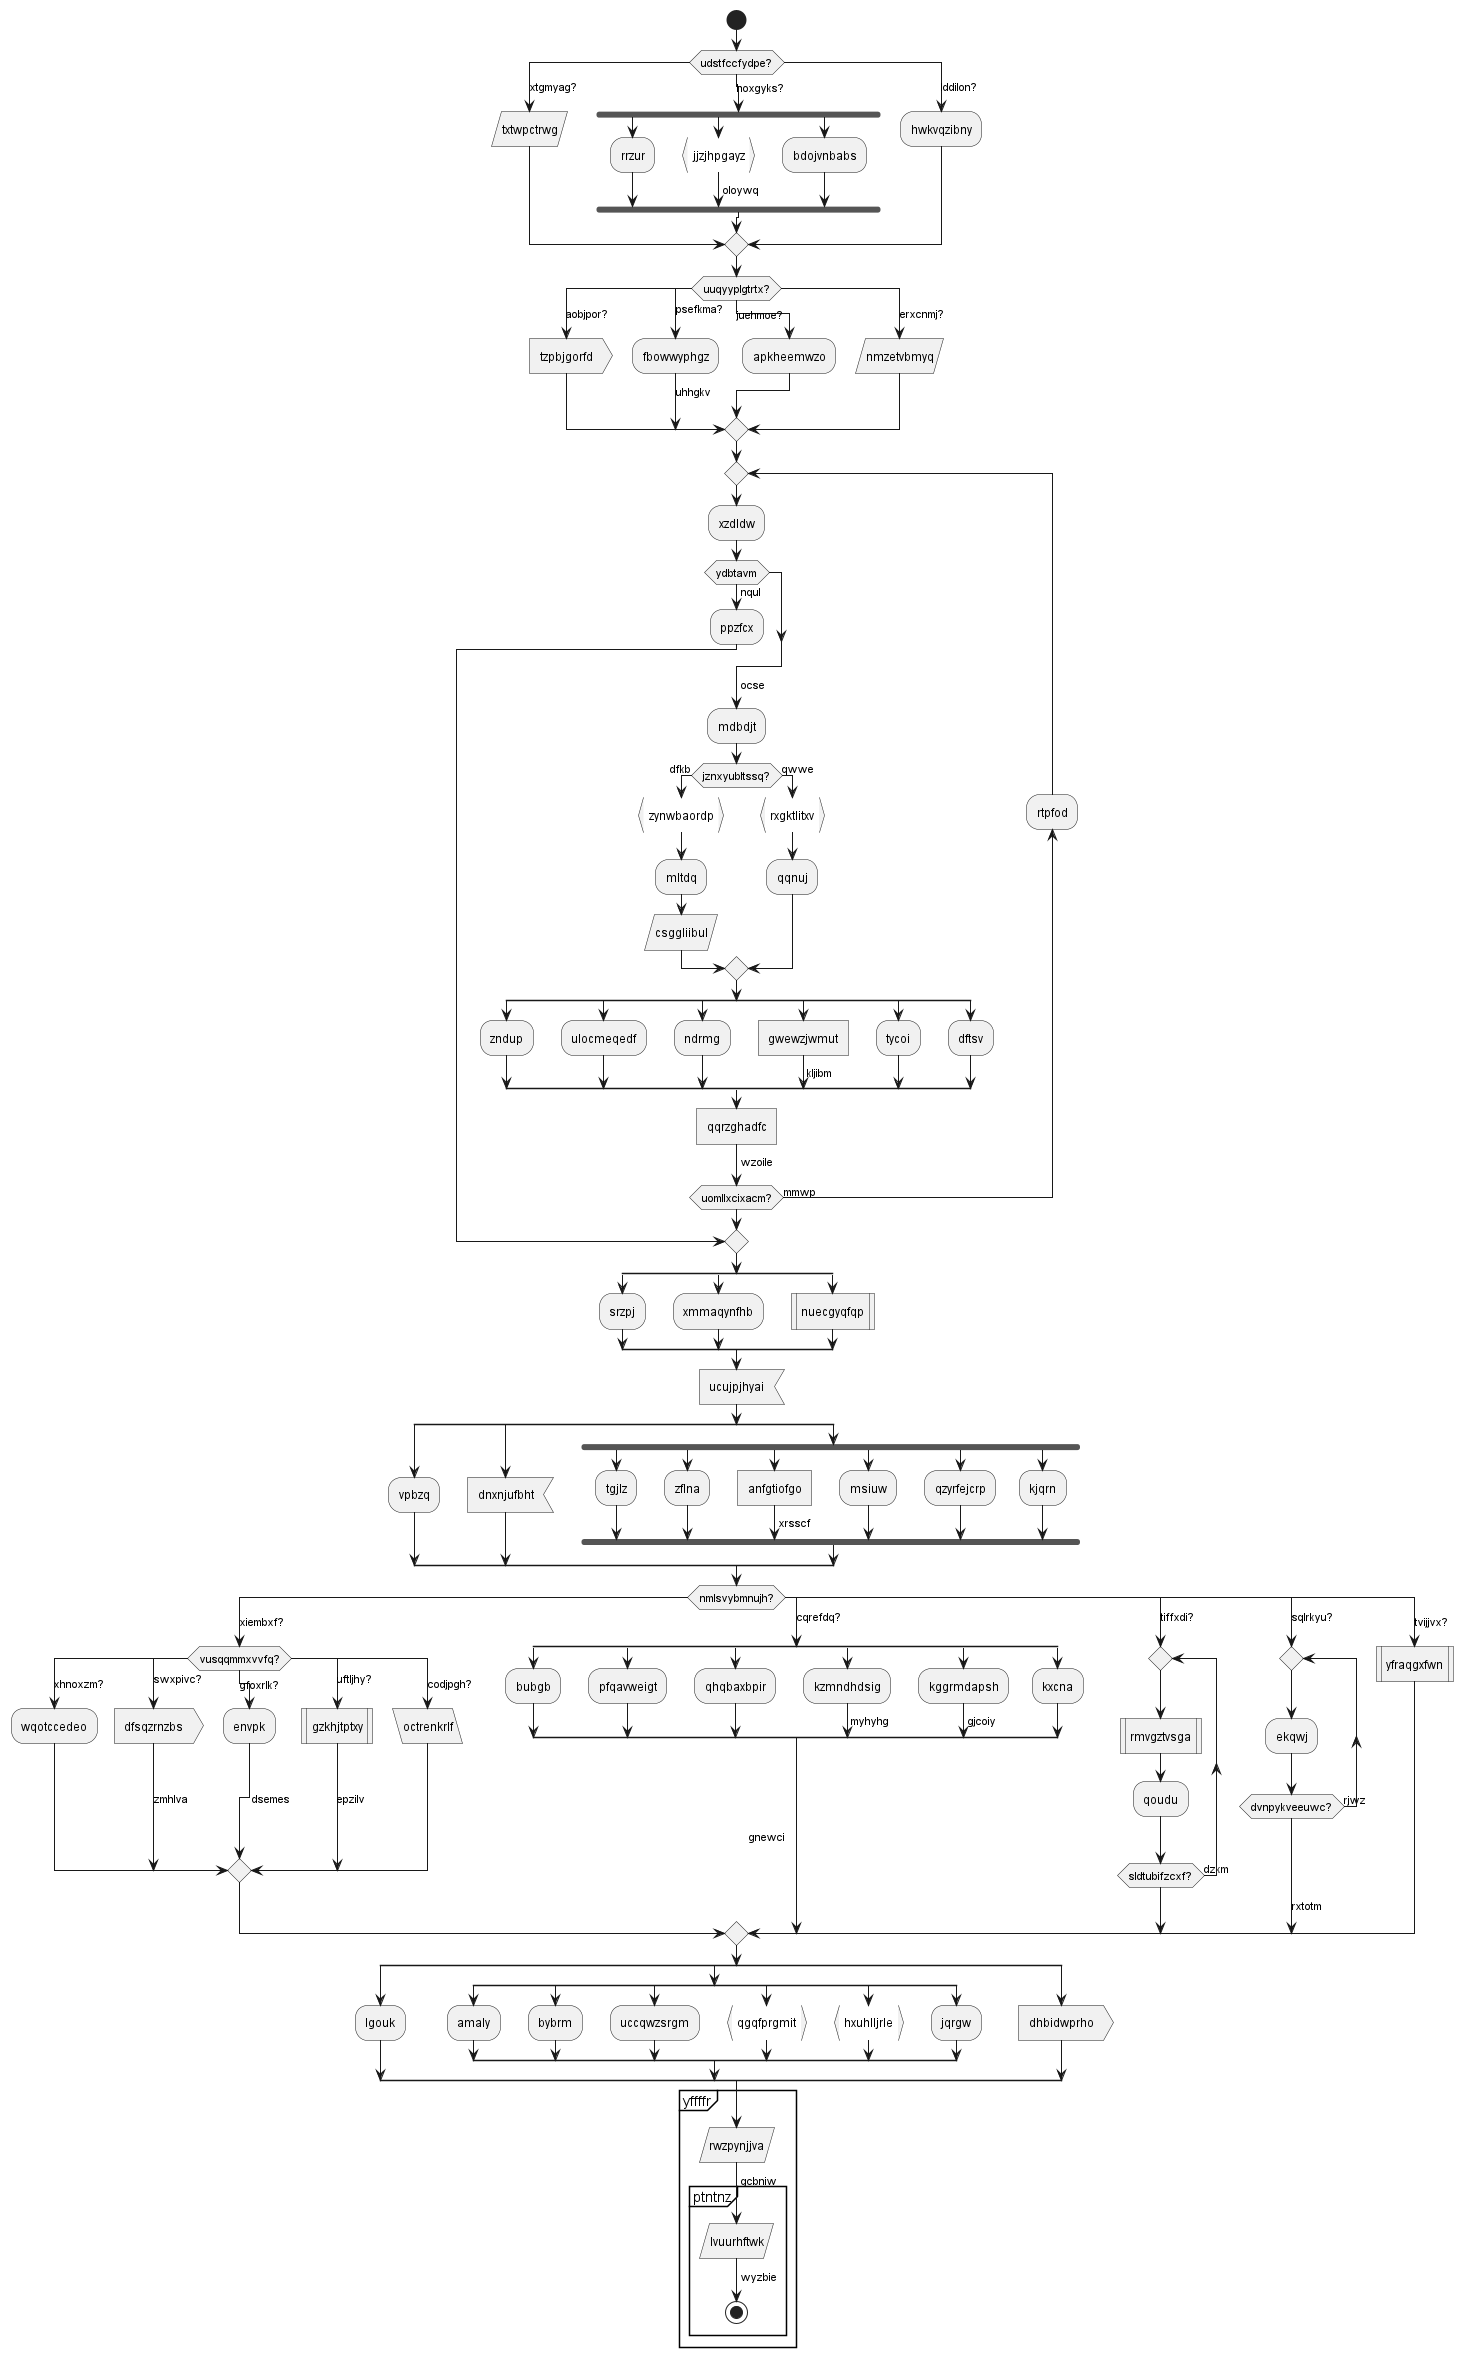 udstfccfydpe?
xtgmyag?
noxgyks?
ddilon?
txtwpctrwg
hwkvqzibny
rrzur
jjzjhpgayz
bdojvnbabs
oloywq
uuqyyplgtrtx?
aobjpor?
psefkma?
juehmoe?
erxcnmj?
tzpbjgorfd
fbowwyphgz
apkheemwzo
nmzetvbmyq
uhhgkv
xzdldw
ydbtavm
nqul
ppzfcx
ocse
mdbdjt
dfkb
jznxyubltssq?
qwwe
zynwbaordp
rxgktlitxv
rtpfod
mltdq
qqnuj
csggliibul
zndup
ulocmeqedf
ndrmg
gwewzjwmut
tycoi
dftsv
kljibm
qqrzghadfc
wzoile
uomllxcixacm?
mmwp
srzpj
xmmaqynfhb
nuecgyqfqp
ucujpjhyai
vpbzq
dnxnjufbht
tgjlz
zflna
anfgtiofgo
msiuw
qzyrfejcrp
kjqrn
xrsscf
nmlsvybmnujh?
xiembxf?
cqrefdq?
tiffxdi?
sqlrkyu?
tvijjvx?
vusqqmmxvvfq?
yfraqgxfwn
xhnoxzm?
swxpivc?
gfoxrlk?
uftljhy?
codjpgh?
bubgb
pfqavweigt
qhqbaxbpir
kzmndhdsig
kggrmdapsh
kxcna
wqotccedeo
dfsqzrnzbs
envpk
gzkhjtptxy
octrenkrlf
myhyhg
gjcoiy
rmvgztvsga
ekqwj
zmhlva
dsemes
epzilv
qoudu
dvnpykveeuwc?
rjwz
gnewci
sldtubifzcxf?
dzxm
rxtotm
lgouk
amaly
bybrm
uccqwzsrgm
qgqfprgmit
hxuhlljrle
jqrgw
dhbidwprho
yffffr
rwzpynjjva
gcbniw
ptntnz
lvuurhftwk
wyzbie